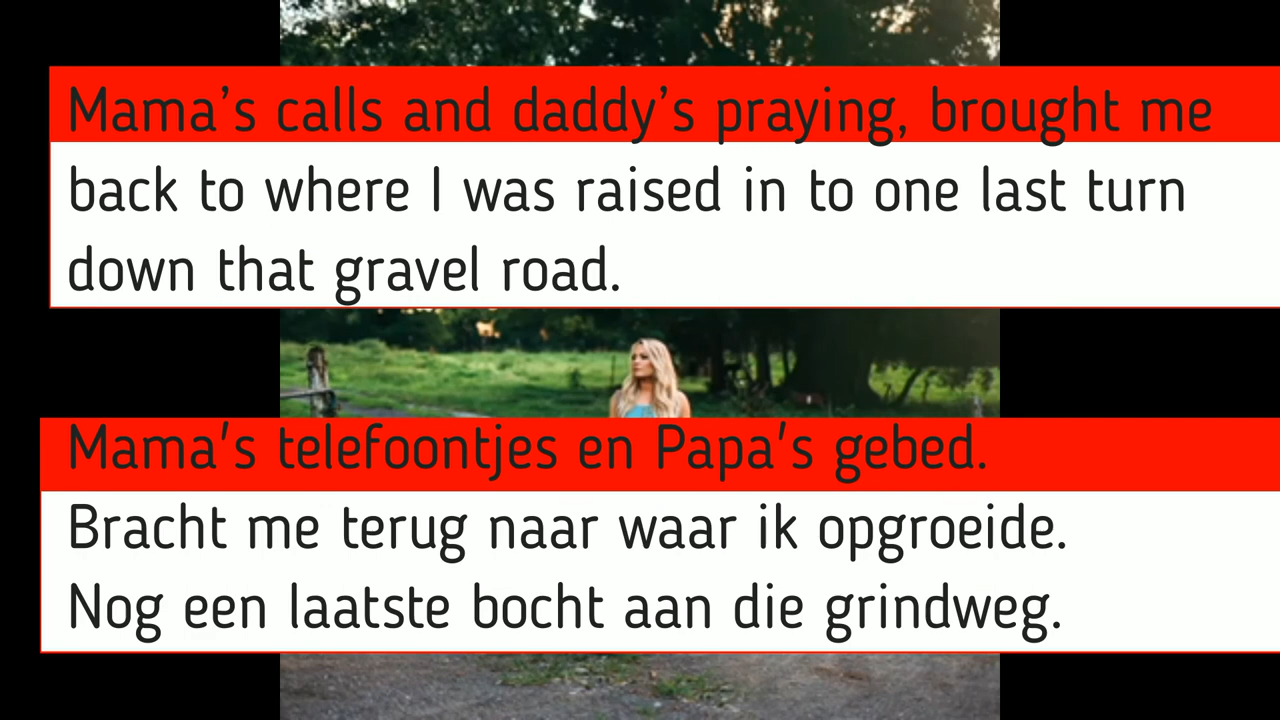 Mama’s calls and daddy’s praying, brought me
back to where I was raised in to one last turn
down that gravel road.
Mama's telefoontjes en Papa's gebed.
Bracht me terug naar waar ik opgroeide.
Nog een laatste bocht aan die grindweg.